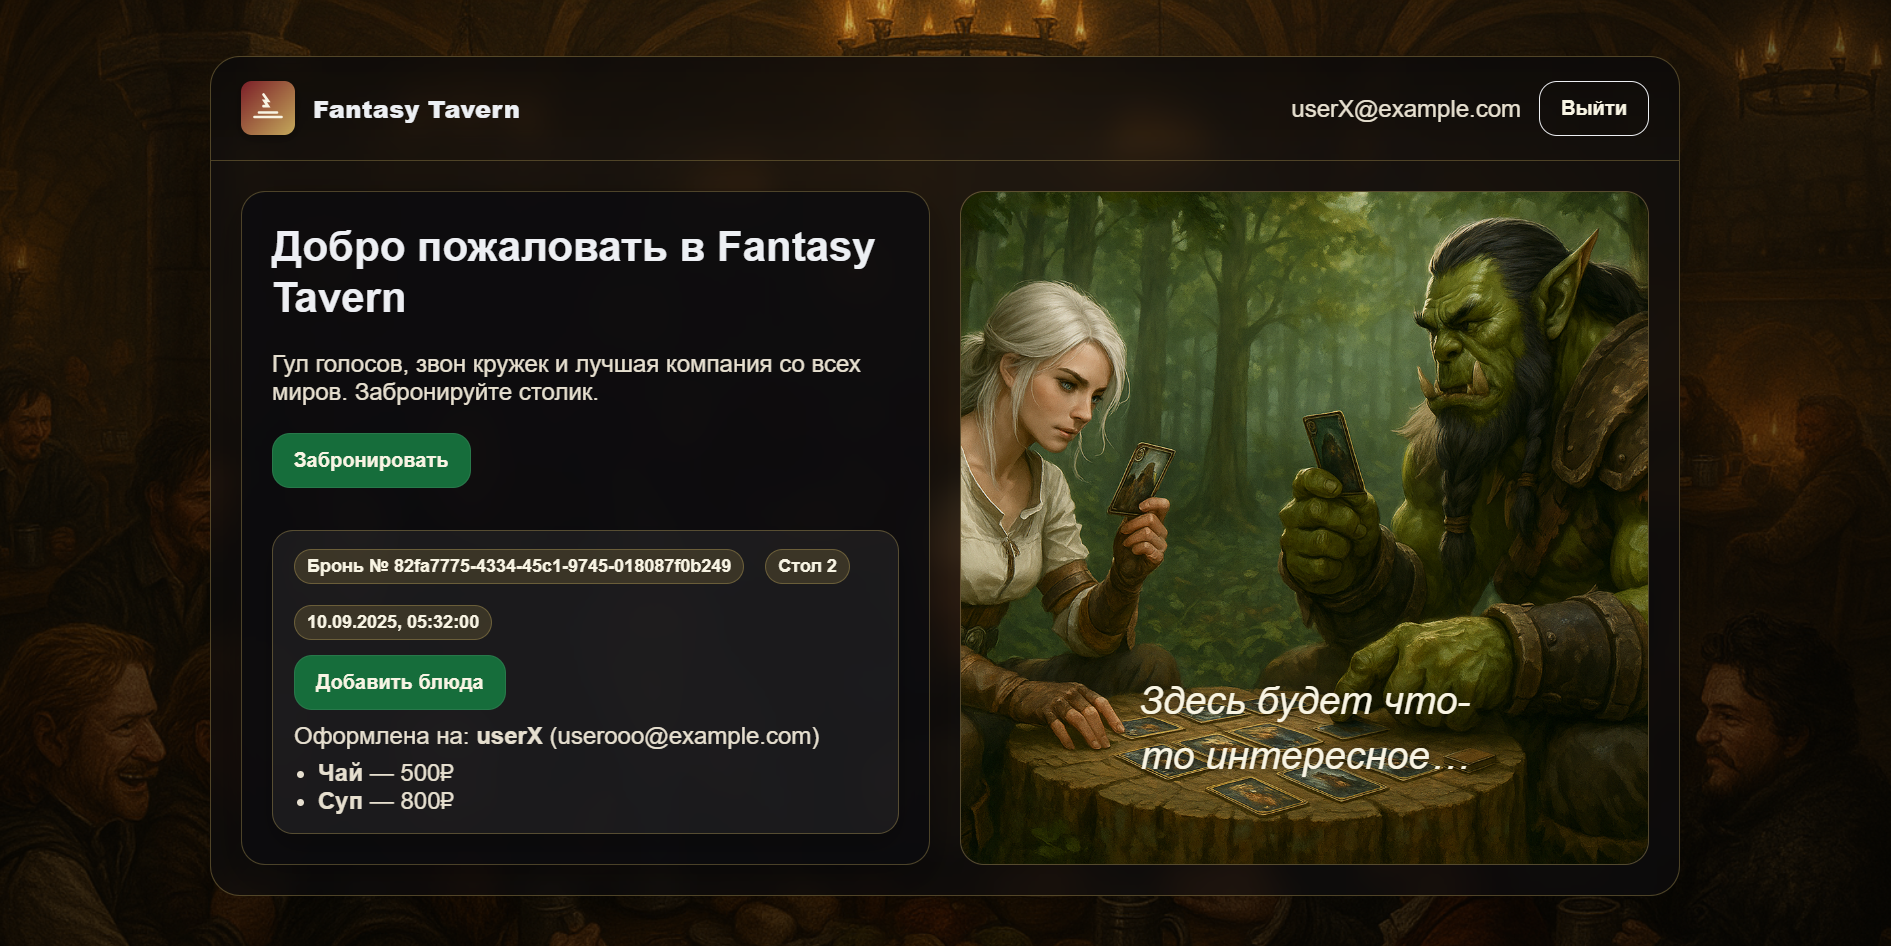 Fantasy Tavern
userX@example.com
Выйти
Добро пожаловать в Fantasy
Tavern
Гул голосов, звон кружек и лучшая компания со всех
миров. Забронируйте столик.
Забронировать
Бронь № 82fa7775-4334-45c1-9745-018087f0b249
Стол 2
10.09.2025, 05:32:00
Добавить блюда
Оформлена на: userX (userooo@example.com)
• Чай — 500₽
• Суп — 800₽
Здесь будет что-
то интересное…